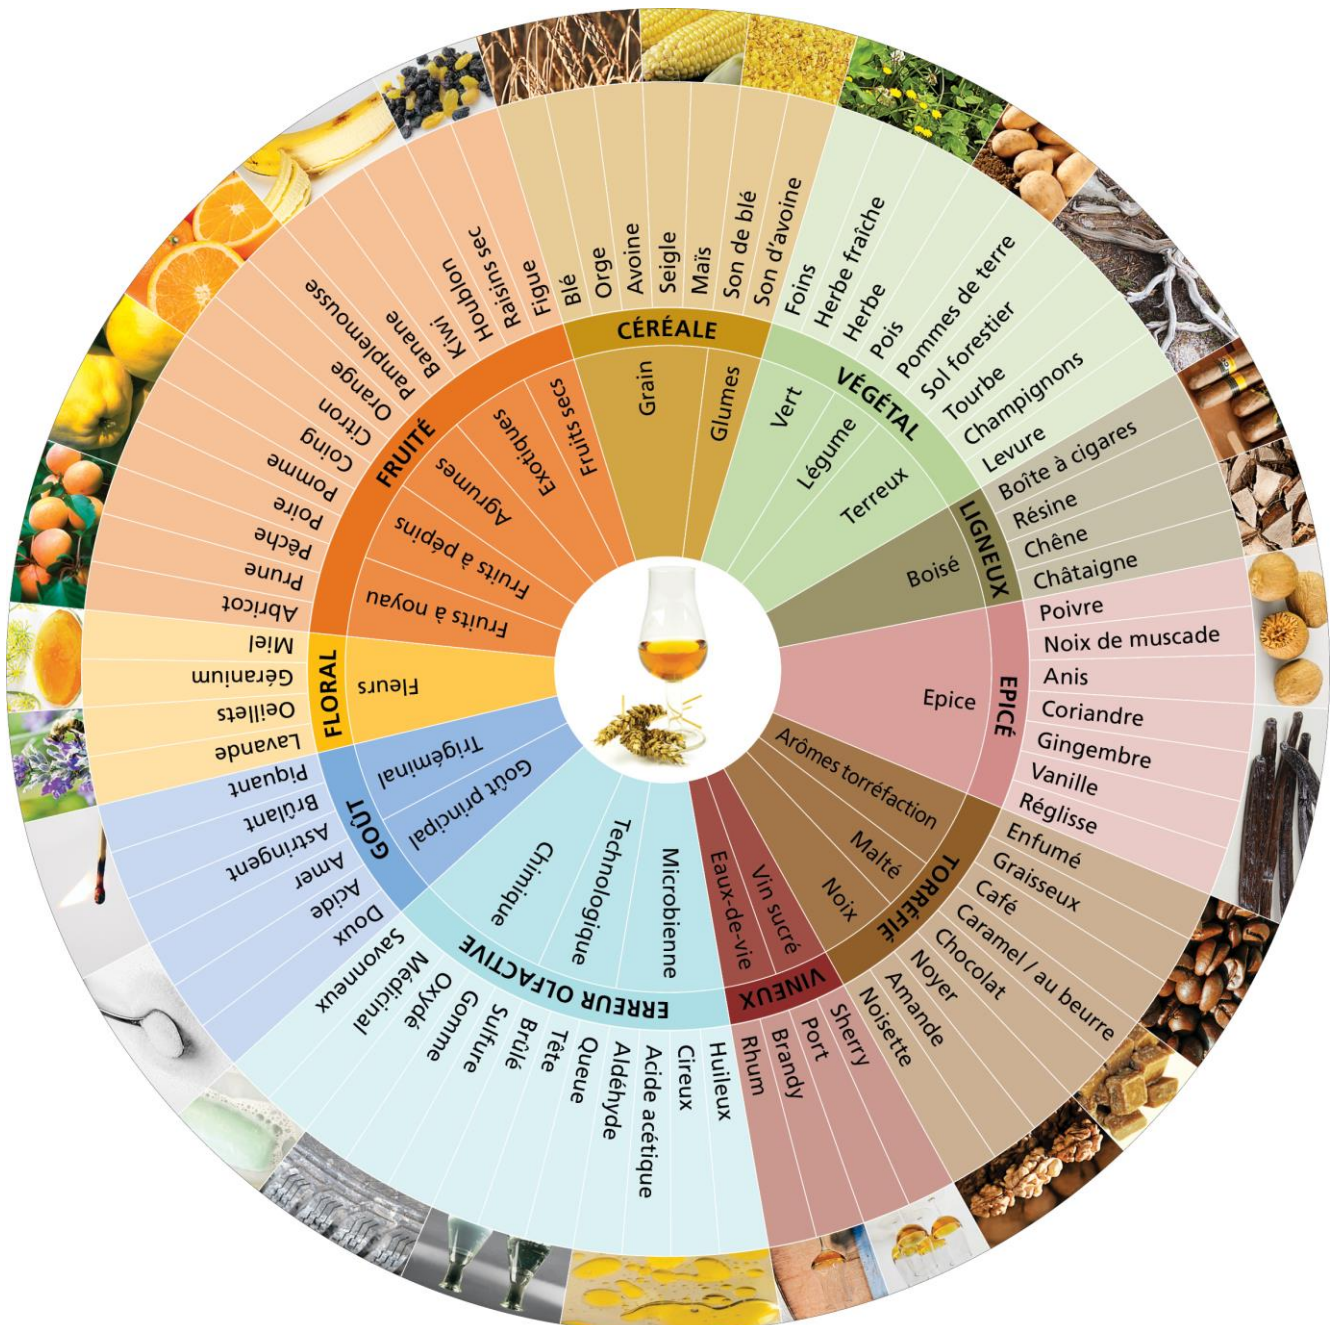 CÉRÉALE
Grain
Glumes
Blé
Orge
Avoine
Seigle
Maïs
Son de blé
Son d'avoine
VÉGÉTAL
Vert
Légume
Terreux
Foins
Herbe fraîche
Herbe
Pois
Pommes de terre
Sol forestier
Tourbe
Champignons
Levure
LIGNEUX
Boisé
Boîte à cigares
Résine
Chêne
Châtaigne
EPICÉ
Epice
Poivre
Noix de muscade
Anis
Coriandre
Gingembre
Vanille
Réglisse
TORRÉFIÉ
Arômes torréfaction
Malté
Noix
Enfumé
Graisseux
Café
Caramel / au beurre
Chocolat
Noyer
Amande
Noisette
VINEUX
Vin sucré
Eaux-de-vie
Sherry
Port
Brandy
Rhum
ERREUR OLFACTIVE
Microbienne
Technologique
Chimique
Huileux
Cireux
Acide acétique
Aldéhyde
Queue
Tête
Brûlé
Sulfure
Gomme
Oxydé
Médicinal
Savonneux
GOÛT
Goût principal
Trigéminal
Doux
Acide
Amer
Astringent
Brûlant
Piquant
FLORAL
Fleurs
Lavande
Oeillets
Géranium
Miel
FRUITÉ
Fruits à noyau
Fruits à pépins
Agrumes
Exotiques
Fruits secs
Abricot
Prune
Pêche
Poire
Pomme
Coing
Citron
Orange
Pamplemousse
Banane
Kiwi
Houblon
Raisins sec
Figue